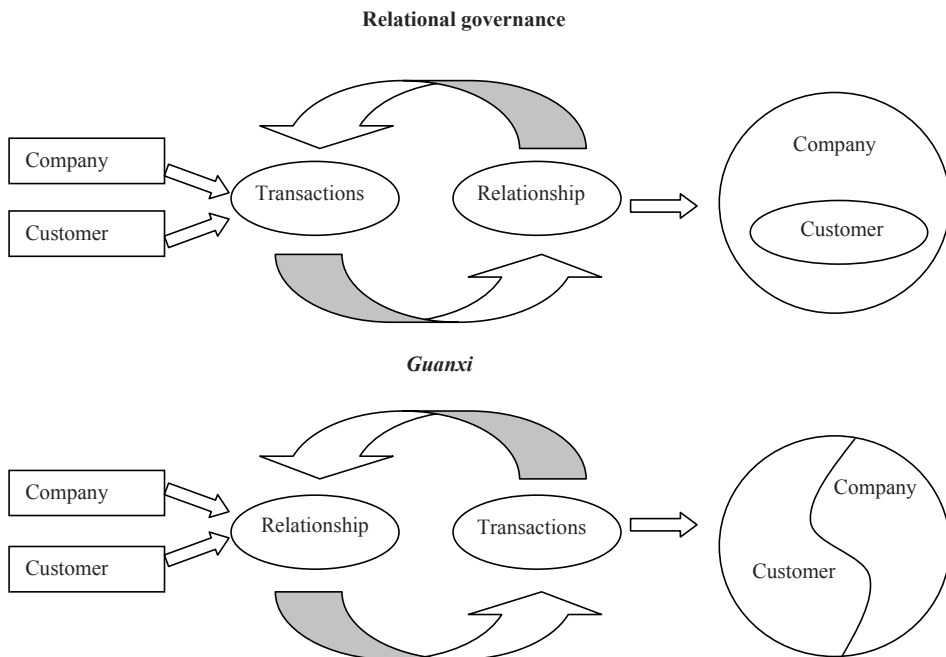 Relational governance
Company
Customer
Transactions
Relationship
Company
Customer
Guanxi
Company
Customer
Relationship
Transactions
Company
Customer